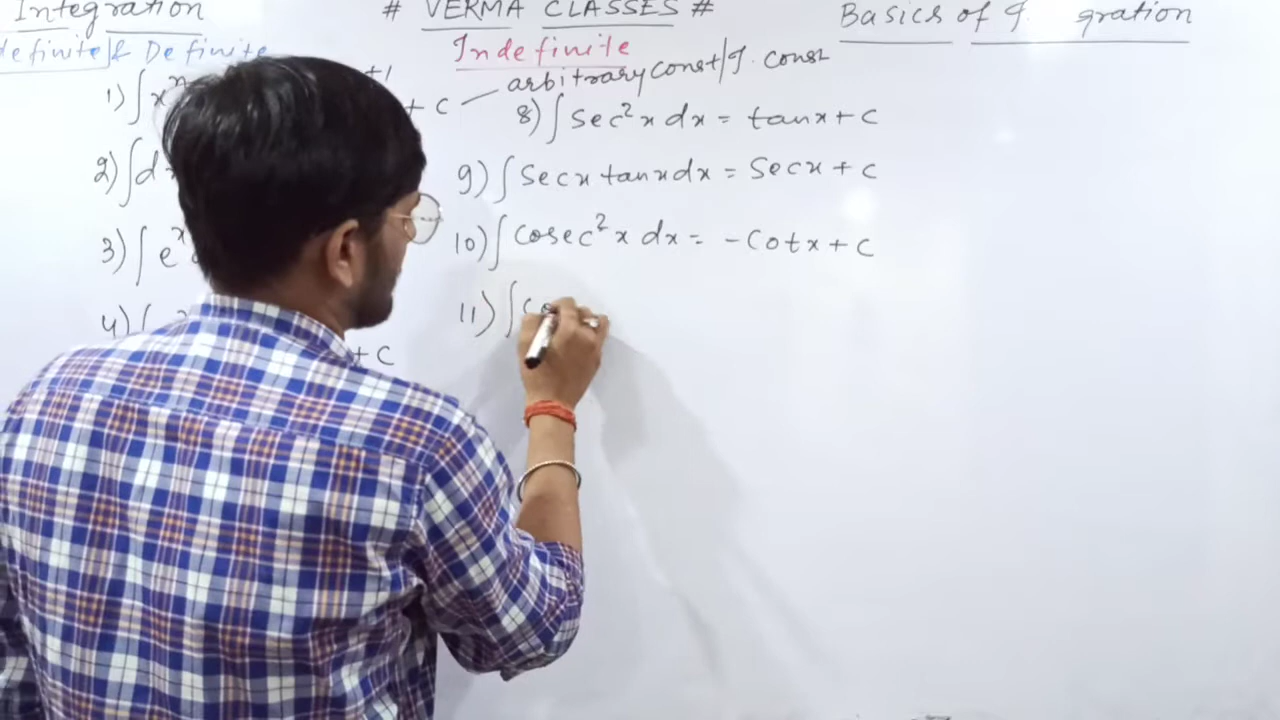 Integration
# VERMA CLASSES #
Basics of I gration
definite & Definite
Indefinite
1) ∫x
+ C
arbitrary const/I. const
2) ∫d
3) ∫e^x
4) ∫
+ C
8) ∫Sec²x dx = tanx + C
9) ∫Secx tanx dx = Secx + C
10) ∫Cosec²x dx = -Cotx + C
11) ∫Co